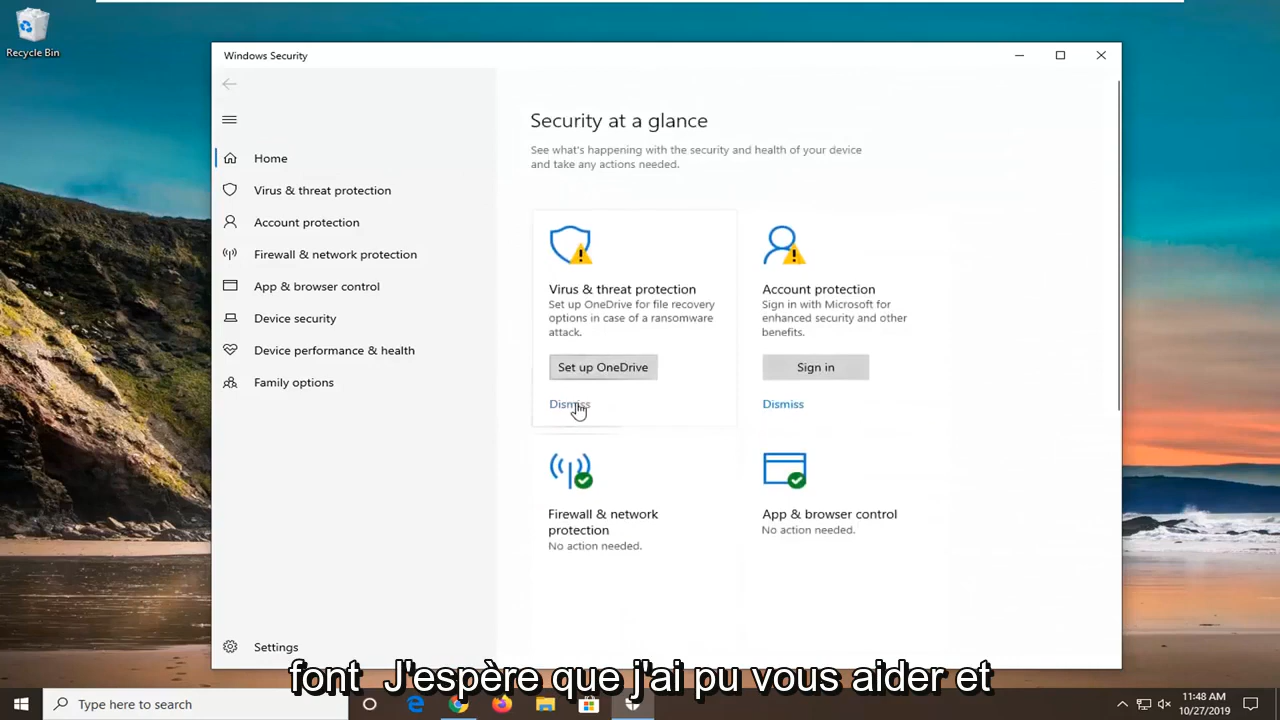 Recycle Bin
Windows Security
Home
Virus & threat protection
Account protection
Firewall & network protection
App & browser control
Device security
Device performance & health
Family options
Settings
Security at a glance
See what's happening with the security and health of your device
and take any actions needed.
Virus & threat protection
Set up OneDrive for file recovery
options in case of a ransomware
attack.
Set up OneDrive
Dismiss
Account protection
Sign in with Microsoft for
enhanced security and other
benefits.
Sign in
Dismiss
Firewall & network
protection
No action needed.
App & browser control
No action needed.
font  J'espère que j'ai pu vous aider et
Type here to search
11:48 AM
10/27/2019